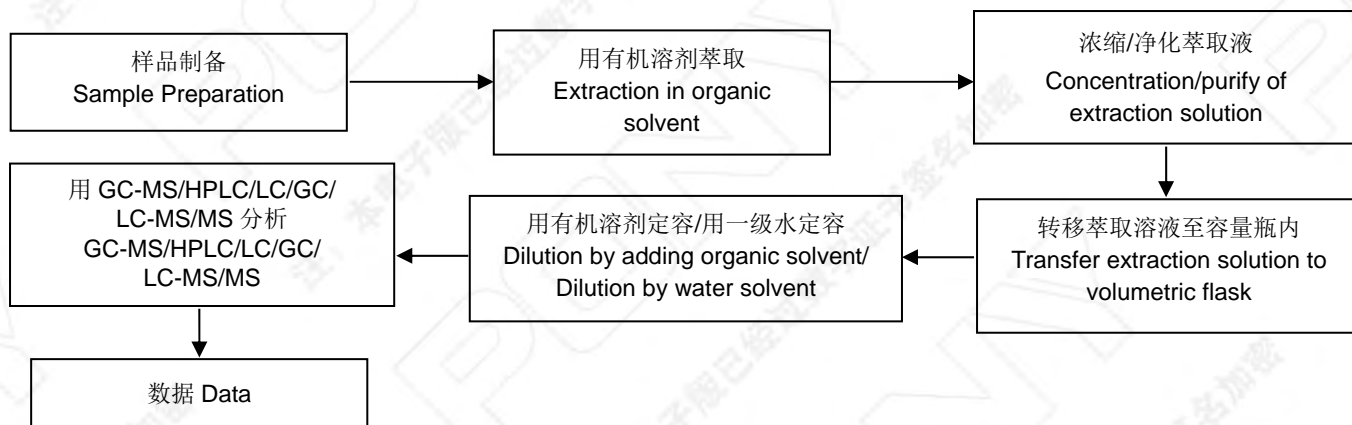 样品制备
Sample Preparation
用有机溶剂萃取
Extraction in organic
solvent
浓缩/净化萃取液
Concentration/purify of
extraction solution
转移萃取溶液至容量瓶内
Transfer extraction solution to
volumetric flask
用有机溶剂定容/用一级水定容
Dilution by adding organic solvent/
Dilution by water solvent
用 GC-MS/HPLC/LC/GC/
LC-MS/MS 分析
GC-MS/HPLC/LC/GC/
LC-MS/MS
数据 Data